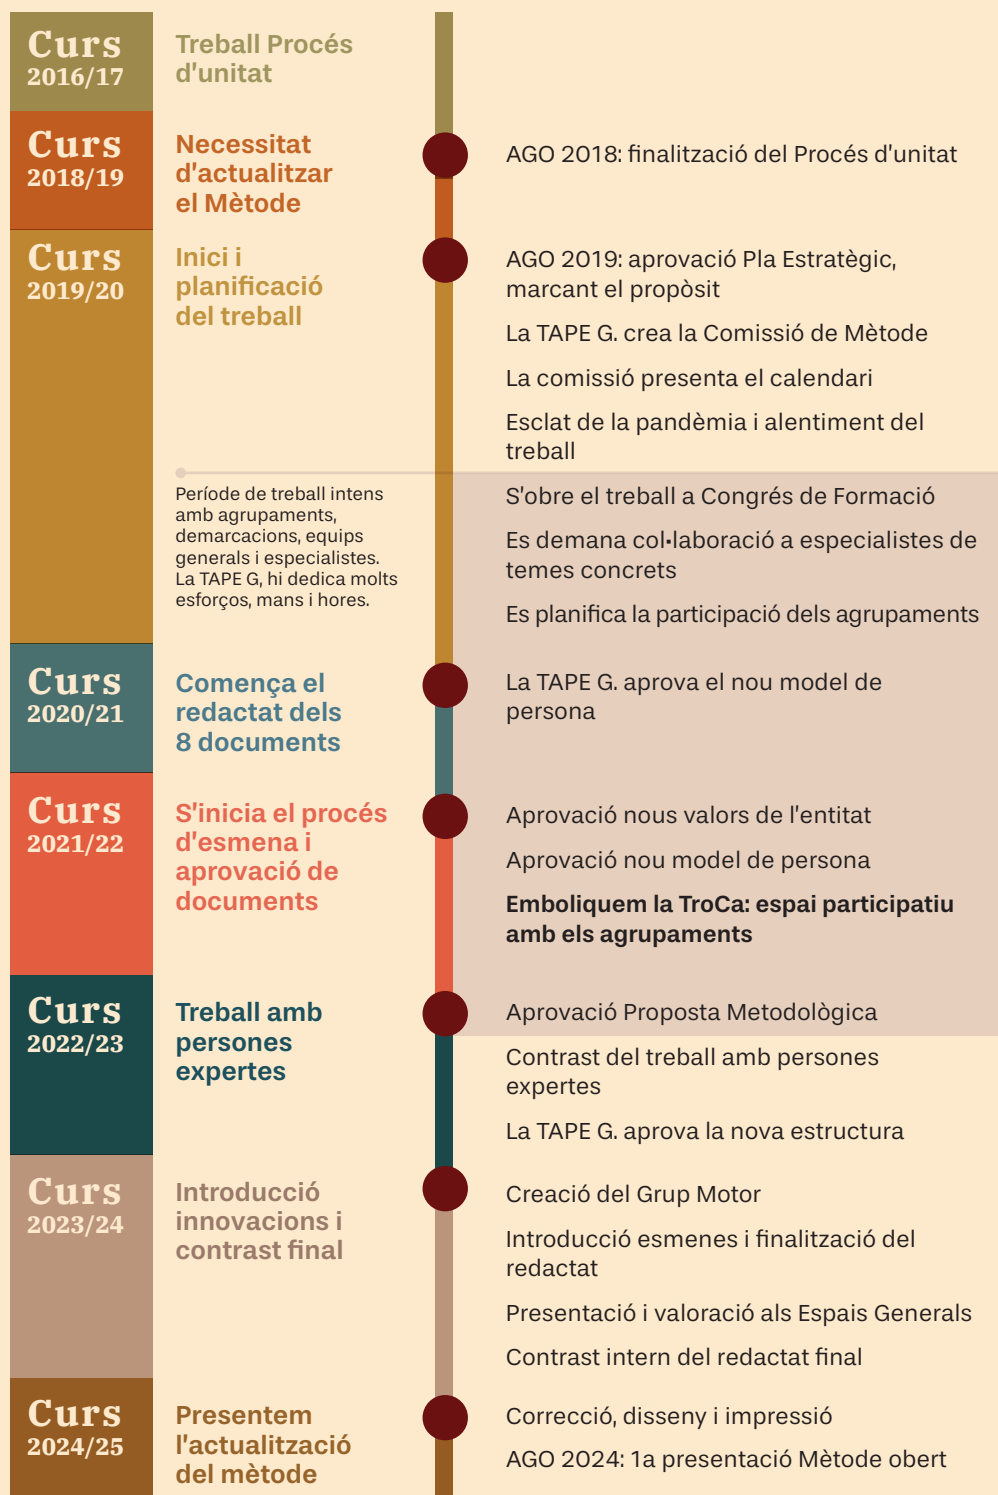 Curs
2016/17
Treball Procés
d'unitat
Curs
2018/19
Necessitat
d'actualitzar
el Mètode
AGO 2018: finalització del Procés d'unitat
Curs
2019/20
Inici i
planificació
del treball
AGO 2019: aprovació Pla Estratègic,
marcant el propòsit
La TAPE G. crea la Comissió de Mètode
La comissió presenta el calendari
Esclat de la pandèmia i alentiment del
treball
Període de treball intens
amb agrupaments,
demarcacions, equips
generals i especialistes.
La TAPE G, hi dedica molts
esforços, mans i hores.
S'obre el treball a Congrés de Formació
Es demana col·laboració a especialistes de
temes concrets
Es planifica la participació dels agrupaments
Curs
2020/21
Comença el
redactat dels
8 documents
La TAPE G. aprova el nou model de
persona
Curs
2021/22
S'inicia el procés
d'esmena i
aprovació de
documents
Aprovació nous valors de l'entitat
Aprovació nou model de persona
Emboliquem la TroCa: espai participatiu
amb els agrupaments
Curs
2022/23
Treball amb
persones
expertes
Aprovació Proposta Metodològica
Contrast del treball amb persones
expertes
La TAPE G. aprova la nova estructura
Curs
2023/24
Introducció
innovacions i
contrast final
Creació del Grup Motor
Introducció esmenes i finalització del
redactat
Presentació i valoració als Espais Generals
Contrast intern del redactat final
Curs
2024/25
Presentem
l'actualització
del mètode
Correcció, disseny i impressió
AGO 2024: 1a presentació Mètode obert